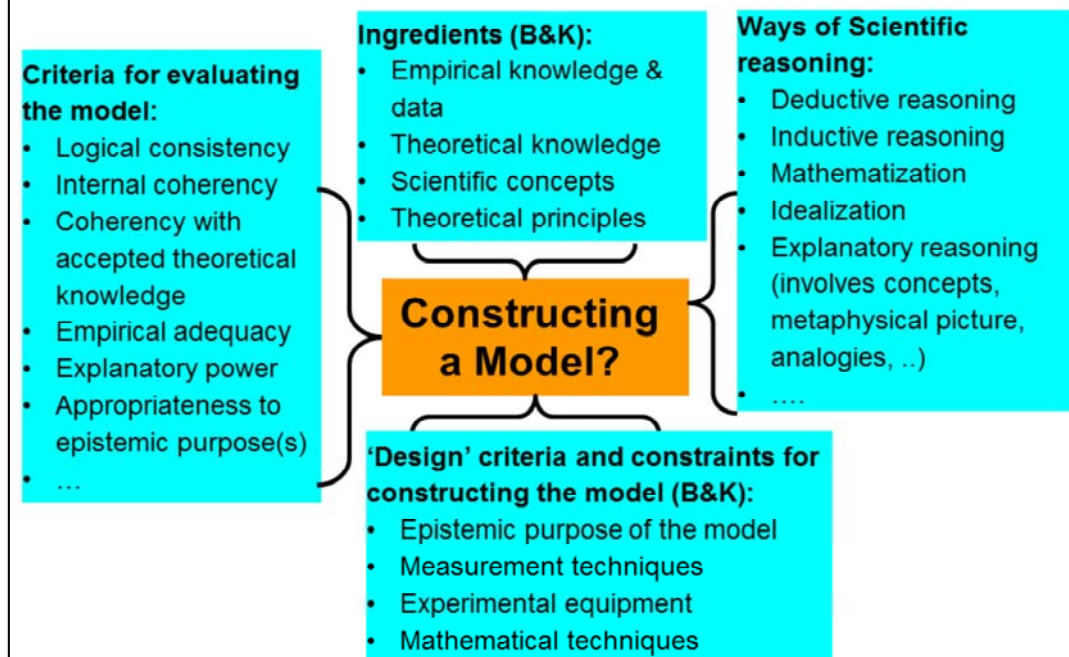 Criteria for evaluating
the model:
• Logical consistency
• Internal coherency
• Coherency with
accepted theoretical
knowledge
• Empirical adequacy
• Explanatory power
• Appropriateness to
epistemic purpose(s)
• ...
Ingredients (B&K):
• Empirical knowledge &
data
• Theoretical knowledge
• Scientific concepts
• Theoretical principles
Ways of Scientific
reasoning:
• Deductive reasoning
• Inductive reasoning
• Mathematization
• Idealization
• Explanatory reasoning
(involves concepts,
metaphysical picture,
analogies, ..)
• ....
Constructing
a Model?
‘Design’ criteria and constraints for
constructing the model (B&K):
• Epistemic purpose of the model
• Measurement techniques
• Experimental equipment
• Mathematical techniques